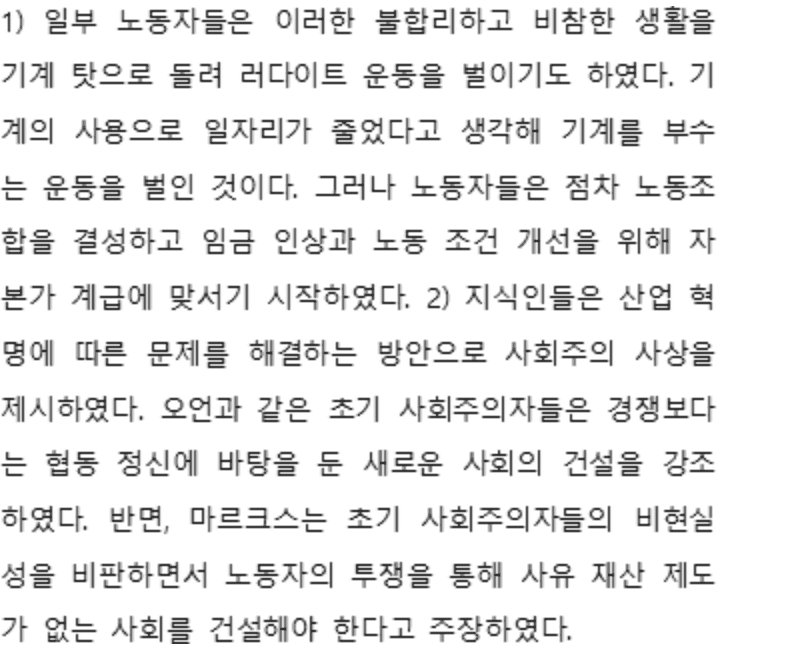 1) 일부 노동자들은 이러한 불합리하고 비참한 생활을
기계 탓으로 돌려 러다이트 운동을 벌이기도 하였다. 기
계의 사용으로 일자리가 줄었다고 생각해 기계를 부수
는 운동을 벌인 것이다. 그러나 노동자들은 점차 노동조
합을 결성하고 임금 인상과 노동 조건 개선을 위해 자
본가 계급에 맞서기 시작하였다. 2) 지식인들은 산업 혁
명에 따른 문제를 해결하는 방안으로 사회주의 사상을
제시하였다. 오언과 같은 초기 사회주의자들은 경쟁보다
는 협동 정신에 바탕을 둔 새로운 사회의 건설을 강조
하였다. 반면, 마르크스는 초기 사회주의자들의 비현실
성을 비판하면서 노동자의 투쟁을 통해 사유 재산 제도
가 없는 사회를 건설해야 한다고 주장하였다.